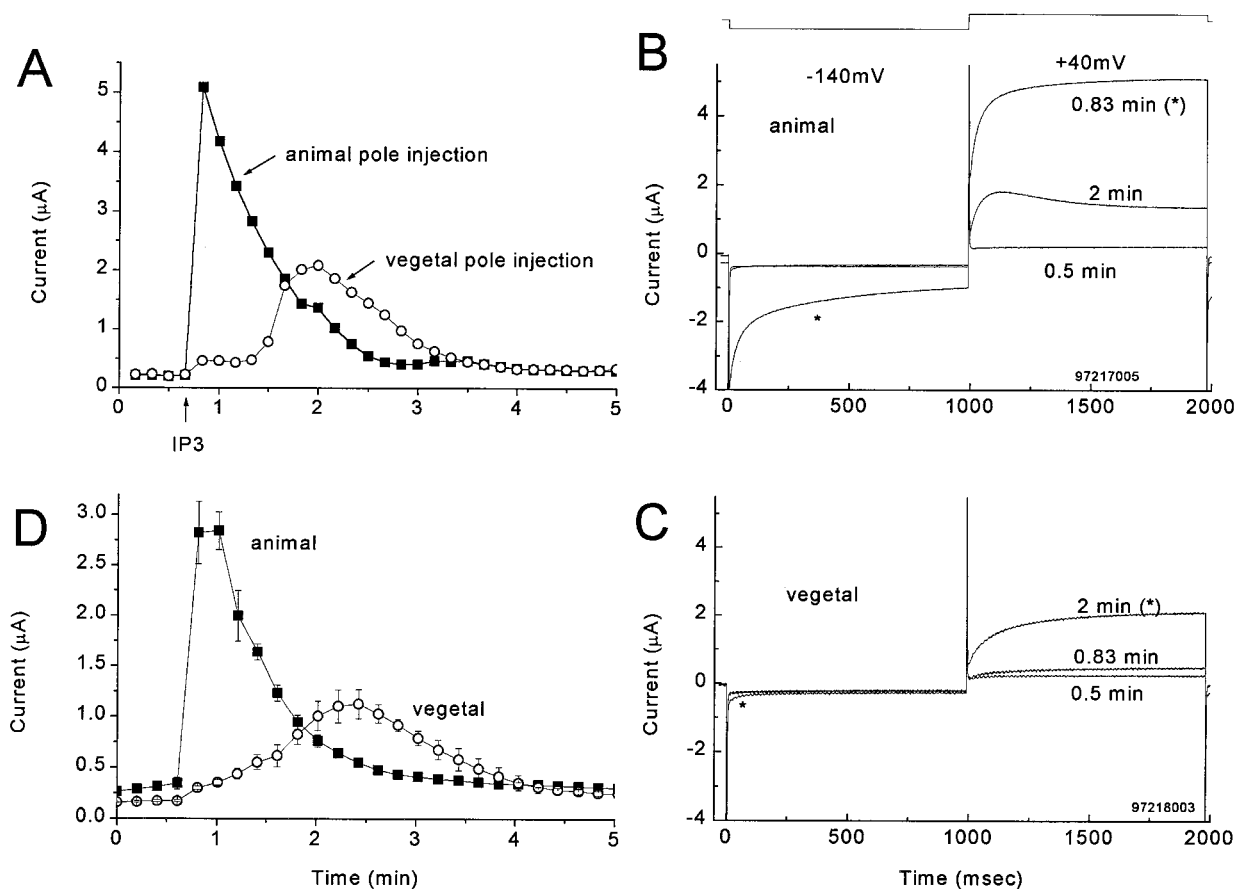 A
Current (μA)
5
4
3
2
1
0
animal pole injection
vegetal pole injection
0 1 2 3 4 5
IP3
B
-140mV
+40mV
0.83 min (*)
animal
2 min
0.5 min
*
97217005
Current (μA)
4
2
0
-2
-4
0 500 1000 1500 2000
D
Current (μA)
3.0
2.5
2.0
1.5
1.0
0.5
0.0
animal
vegetal
0 1 2 3 4 5
Time (min)
C
vegetal
2 min (*)
0.83 min
0.5 min
*
97218003
Current (μA)
4
2
0
-2
-4
0 500 1000 1500 2000
Time (msec)